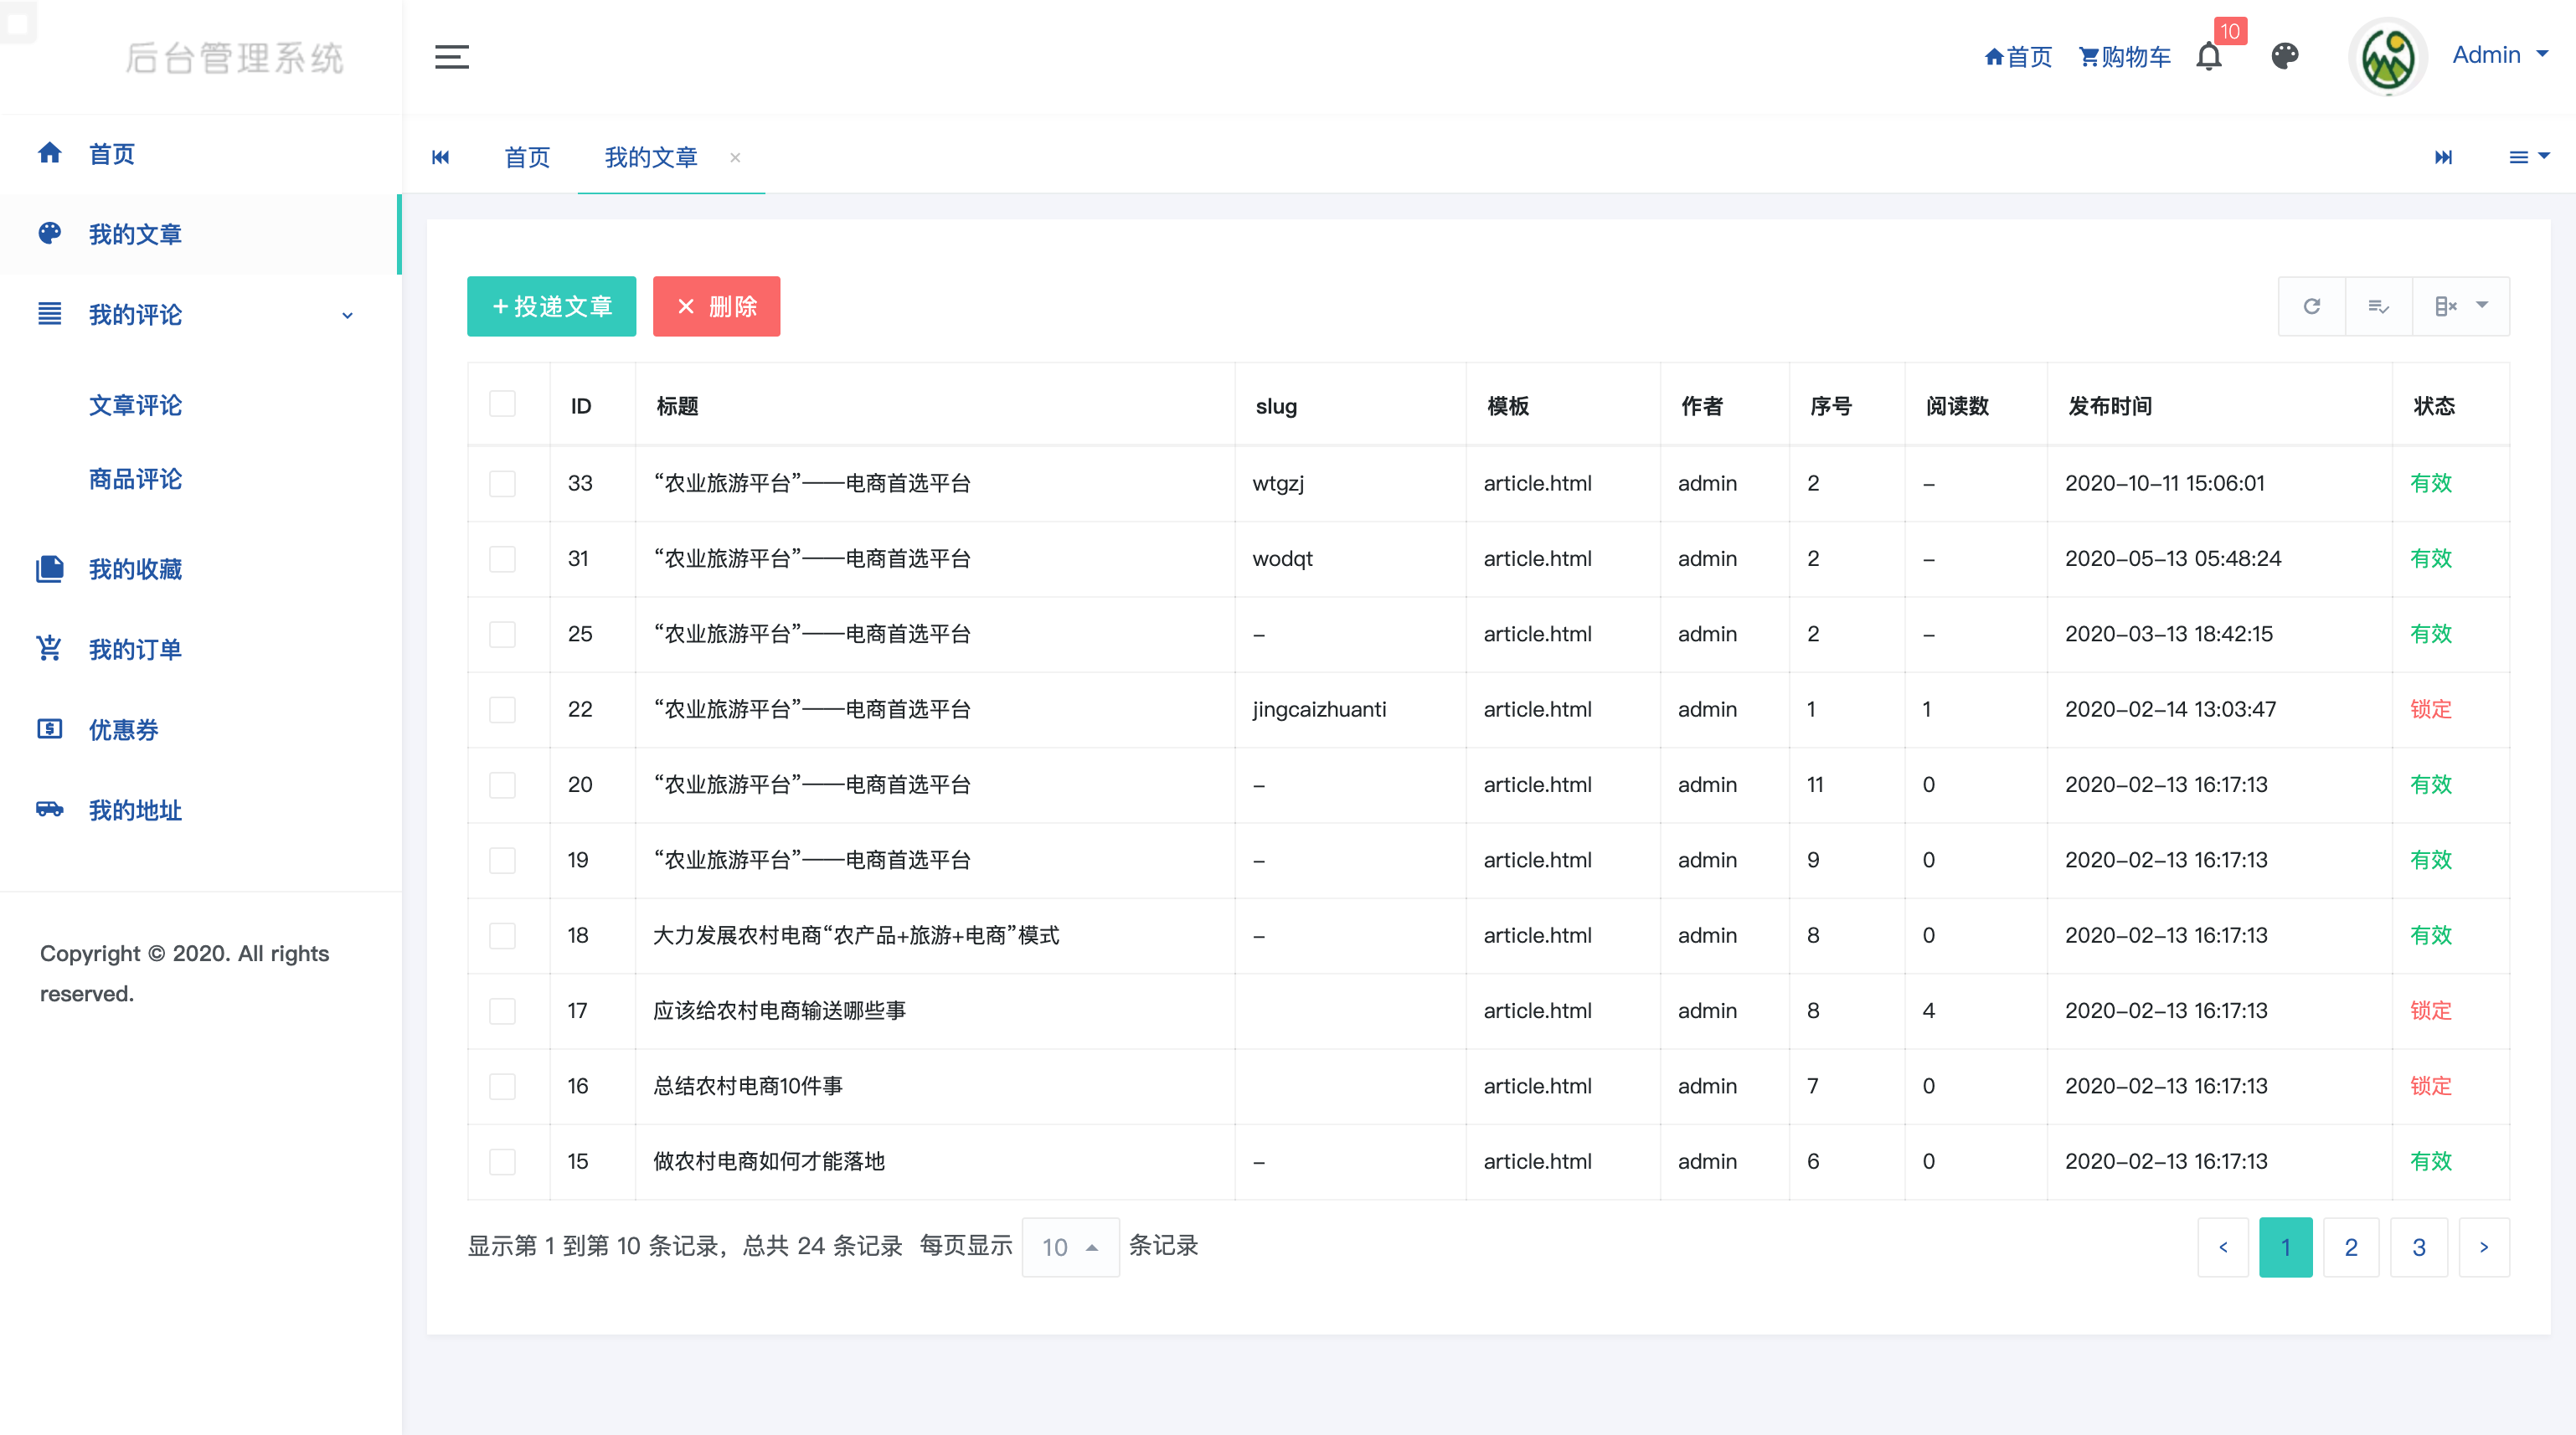 后台管理系统
首页 购物车 10 Admin
首页
我的文章
我的评论
文章评论
商品评论
我的收藏
我的订单
优惠券
我的地址
Copyright © 2020. All rights
reserved.
首页 我的文章 ×
+投递文章 × 删除
ID 标题 slug 模板 作者 序号 阅读数 发布时间 状态
33 “农业旅游平台”——电商首选平台 wtgzj article.html admin 2 – 2020-10-11 15:06:01 有效
31 “农业旅游平台”——电商首选平台 wodqt article.html admin 2 – 2020-05-13 05:48:24 有效
25 “农业旅游平台”——电商首选平台 – article.html admin 2 – 2020-03-13 18:42:15 有效
22 “农业旅游平台”——电商首选平台 jingcaizhuanti article.html admin 1 1 2020-02-14 13:03:47 锁定
20 “农业旅游平台”——电商首选平台 – article.html admin 11 0 2020-02-13 16:17:13 有效
19 “农业旅游平台”——电商首选平台 – article.html admin 9 0 2020-02-13 16:17:13 有效
18 大力发展农村电商“农产品+旅游+电商”模式 – article.html admin 8 0 2020-02-13 16:17:13 有效
17 应该给农村电商输送哪些事 article.html admin 8 4 2020-02-13 16:17:13 锁定
16 总结农村电商10件事 article.html admin 7 0 2020-02-13 16:17:13 锁定
15 做农村电商如何才能落地 – article.html admin 6 0 2020-02-13 16:17:13 有效
显示第 1 到第 10 条记录，总共 24 条记录 每页显示 10 条记录
‹ 1 2 3 ›